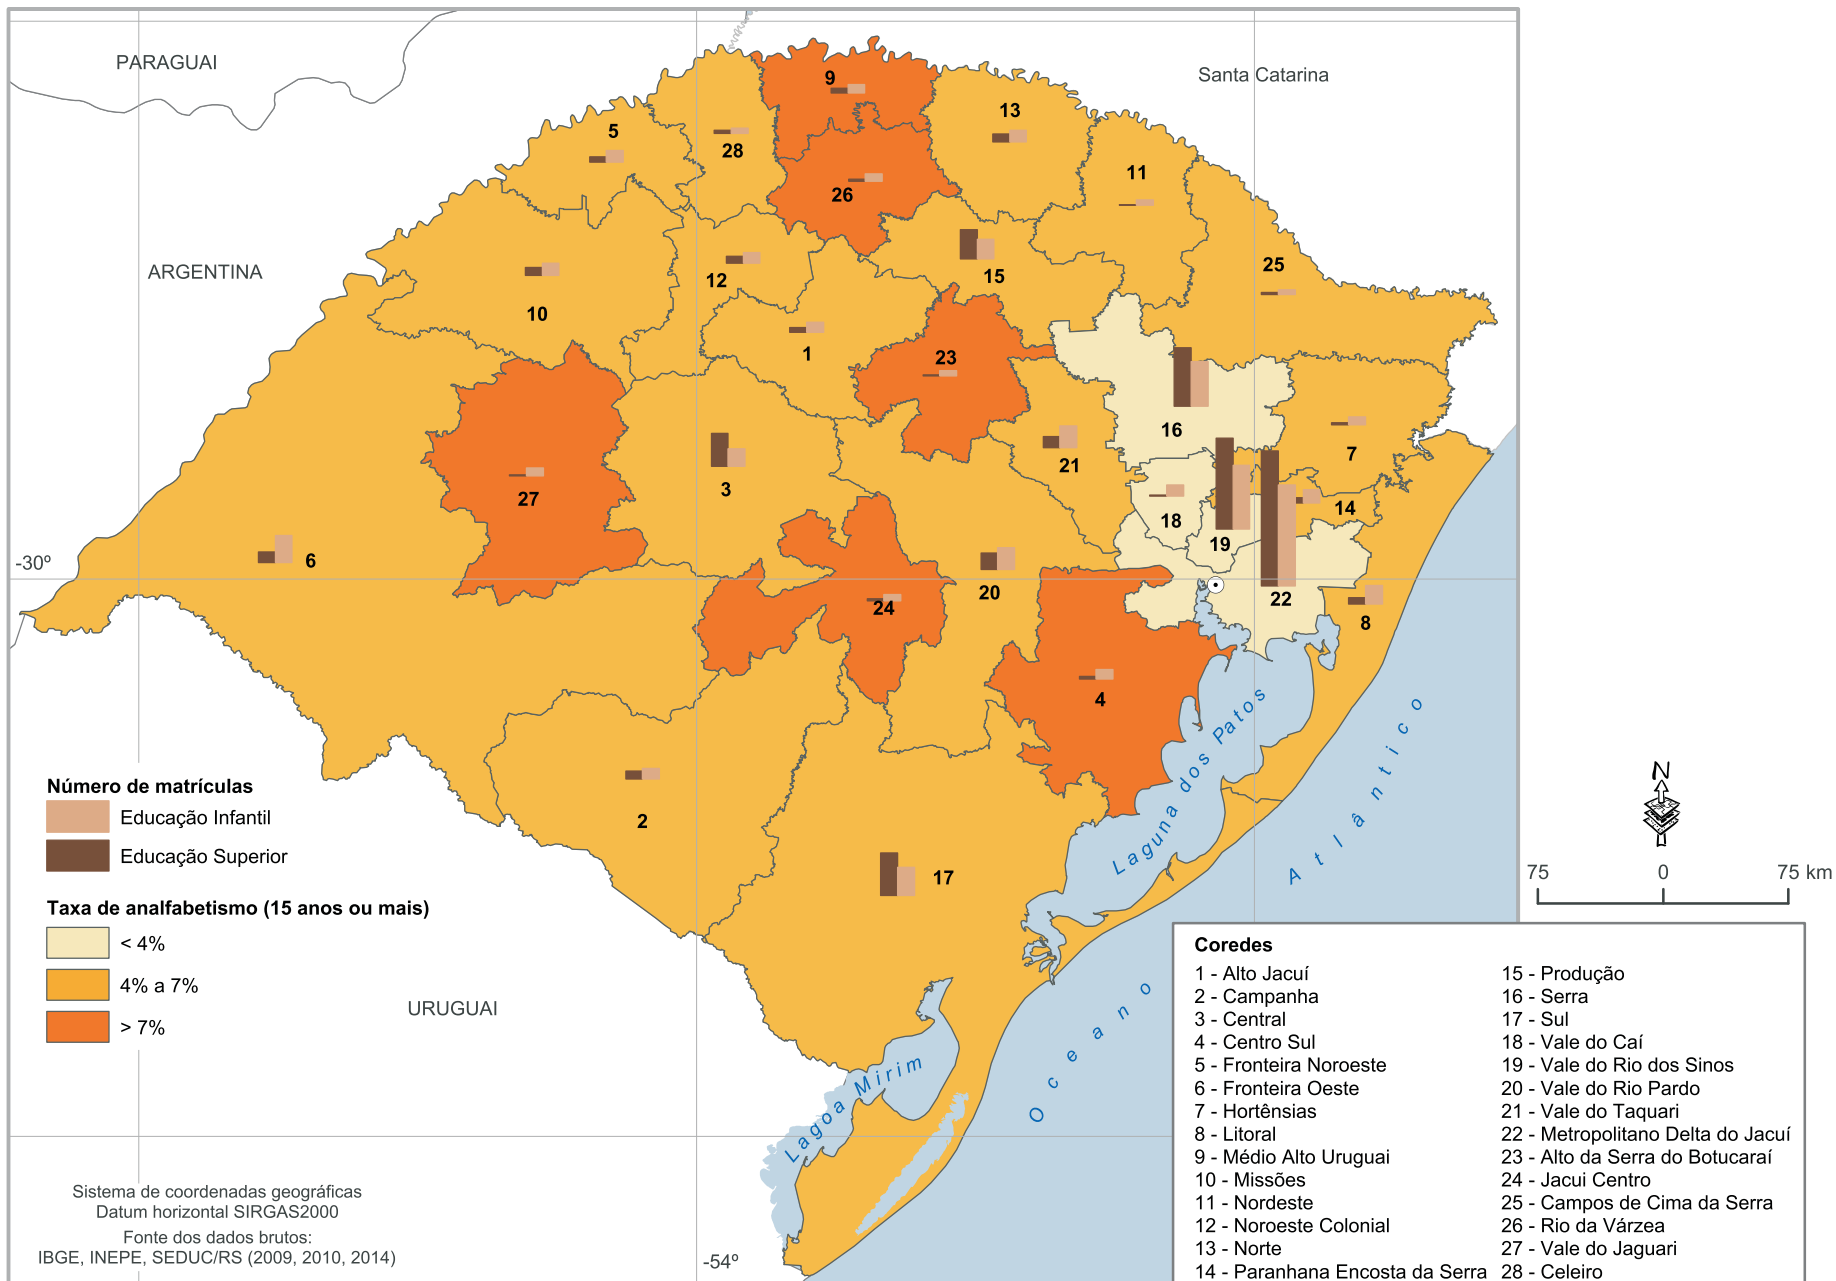 PARAGUAI
Santa Catarina
9
13
5
28
11
26
ARGENTINA
25
12
15
10
1
23
16
7
3
21
27
14
18
19
-30º
6
20
22
24
8
4
Laguna dos Patos
2
17
Oceano Atlântico
Lagoa Mirim
URUGUAI
-54º
Número de matrículas
Educação Infantil
Educação Superior
Taxa de analfabetismo (15 anos ou mais)
< 4%
4% a 7%
> 7%
Sistema de coordenadas geográficas
Datum horizontal SIRGAS2000
Fonte dos dados brutos:
IBGE, INEPE, SEDUC/RS (2009, 2010, 2014)
N
75 0 75 km
Coredes
1 - Alto Jacuí
2 - Campanha
3 - Central
4 - Centro Sul
5 - Fronteira Noroeste
6 - Fronteira Oeste
7 - Hortênsias
8 - Litoral
9 - Médio Alto Uruguai
10 - Missões
11 - Nordeste
12 - Noroeste Colonial
13 - Norte
14 - Paranhana Encosta da Serra
15 - Produção
16 - Serra
17 - Sul
18 - Vale do Caí
19 - Vale do Rio dos Sinos
20 - Vale do Rio Pardo
21 - Vale do Taquari
22 - Metropolitano Delta do Jacuí
23 - Alto da Serra do Botucaraí
24 - Jacui Centro
25 - Campos de Cima da Serra
26 - Rio da Várzea
27 - Vale do Jaguari
28 - Celeiro